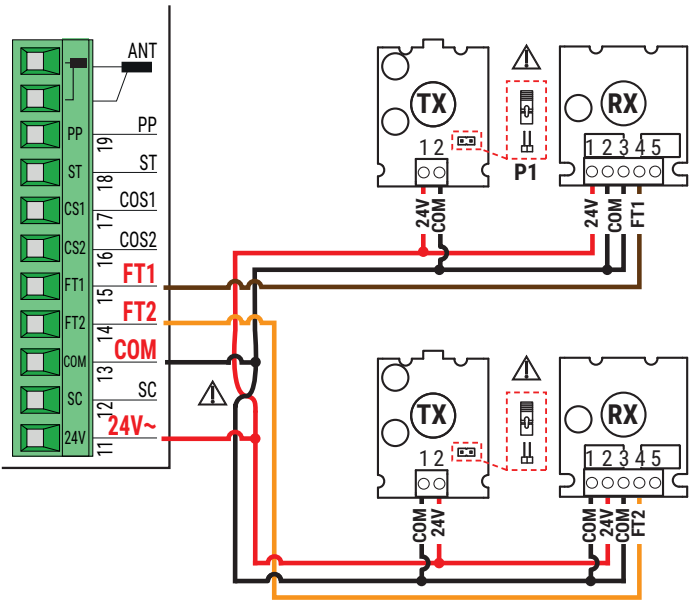 ANT
PP 19 PP
ST 18 ST
CS1 17 COS1
CS2 16 COS2
FT1 15 FT1
FT2 14 FT2
COM 13 COM
SC 12 SC
24V 11 24V~
TX
1 2
24V COM
P1
RX
1 2 3 4 5
24V COM FT1
TX
1 2
COM 24V
RX
1 2 3 4 5
COM 24V COM FT2